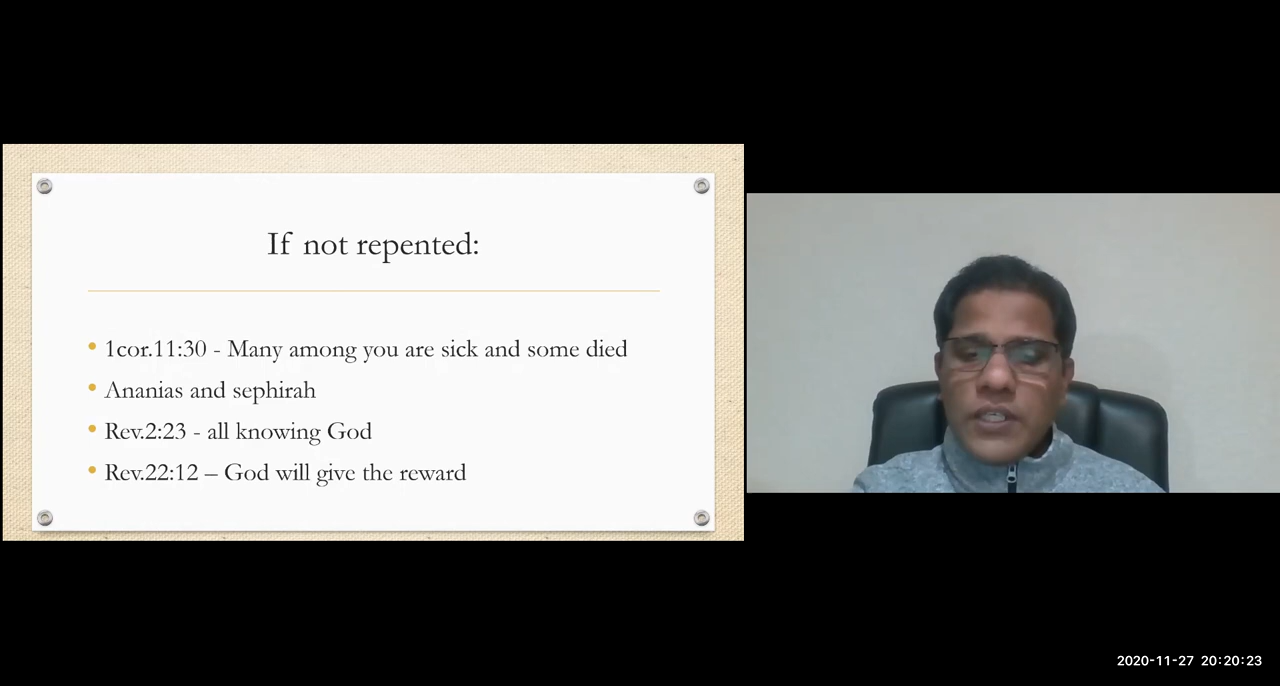 If not repented:
1cor.11:30 - Many among you are sick and some died
Ananias and sephirah
Rev.2:23 - all knowing God
Rev.22:12 – God will give the reward
2020-11-27 20:20:23